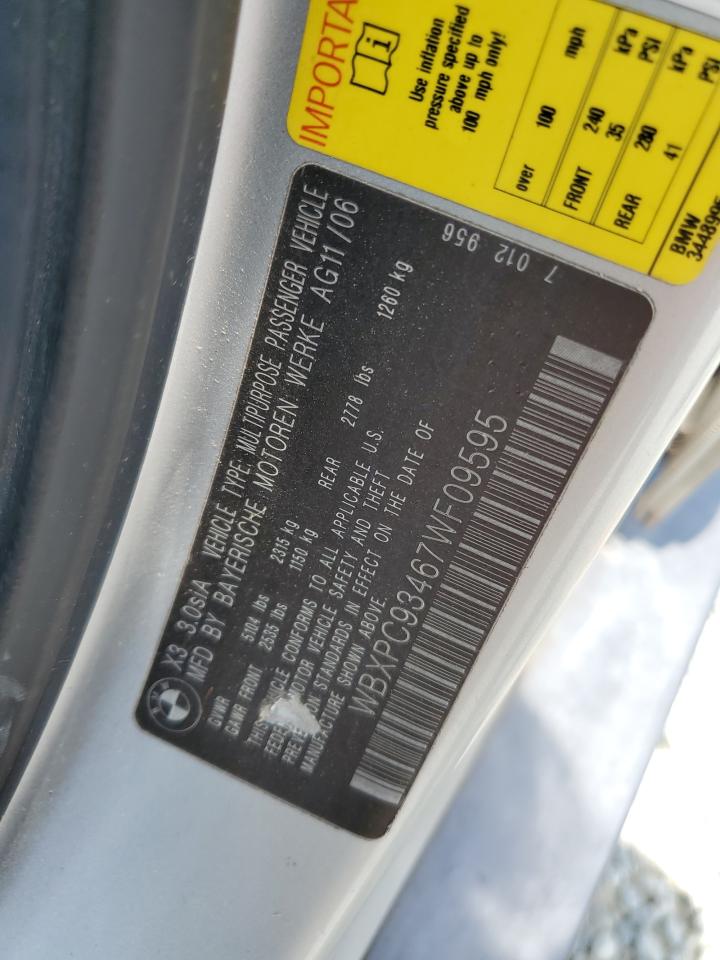 IMPORTA
Use inflation
pressure specified
above up to
100 mph only!
over 100 mph
FRONT 240 kPa
35 PSI
REAR 280 kPa
41 PSI
BMW
X3 3.0siA VEHICLE TYPE: MULTIPURPOSE PASSENGER VEHICLE
MFD BY BAYERISCHE MOTOREN WERKE AG11/06
GVWR 5104 lbs 2315 kg
GAWR FRONT 2535 lbs 1150 kg REAR 2778 lbs 1260 kg
THIS VEHICLE CONFORMS TO ALL APPLICABLE U.S.
MOTOR VEHICLE SAFETY AND THEFT
STANDARDS IN EFFECT ON THE DATE OF
MANUFACTURE SHOWN ABOVE
WBXPC93467WF09595
7 012 956